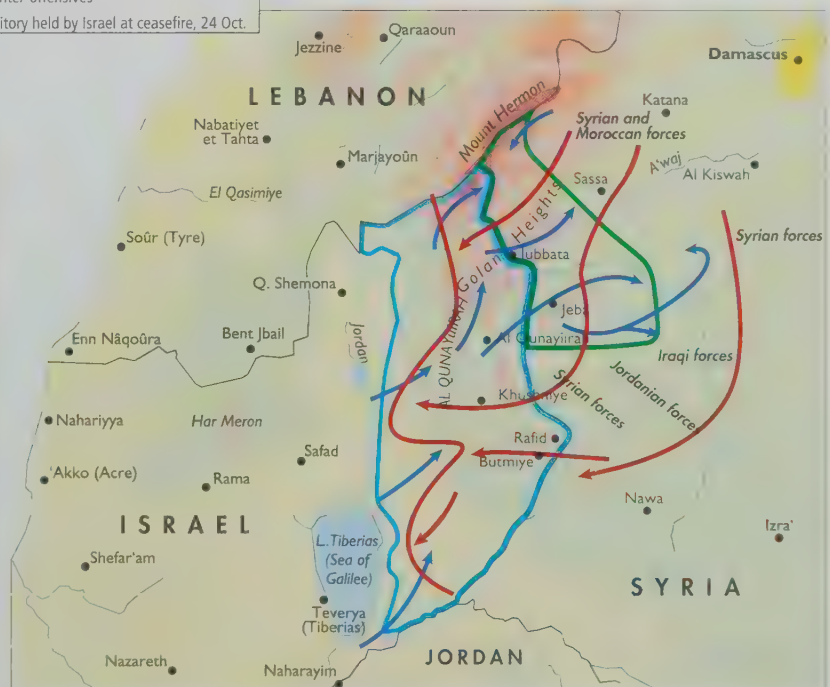 itory held by Israel at ceasefire, 24 Oct.
Qaraaoun
Jezzine
Damascus
LEBANON
Mount Hermon
Katana
Syrian and
Moroccan forces
Nabatiyet
et Tahta
Marjayoûn
A'waj
Al Kiswah
Sassa
El Qasimiye
Golan Heights
Soûr (Tyre)
Syrian forces
Jubbata
Q. Shemona
Jeba
Jordan
AL QUNAYŢIRAH
Enn Nâqoûra
Bent Jbail
Al Qunayţirah
Iraqi forces
Jordanian forces
Syrian forces
Khushniye
Nahariyya
Har Meron
Rafid
Safad
Butmiye
'Akko (Acre)
Rama
Nawa
ISRAEL
Izra'
L.Tiberias
(Sea of
Galilee)
Shefar'am
SYRIA
Teverya
(Tiberias)
JORDAN
Nazareth
Naharayim